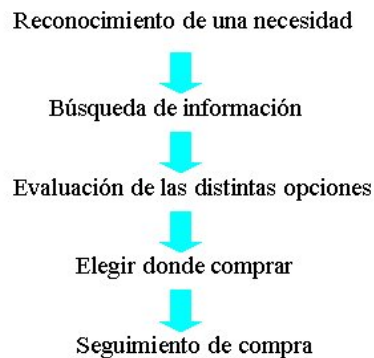 Reconocimiento de una necesidad
Búsqueda de información
Evaluación de las distintas opciones
Elegir donde comprar
Seguimiento de compra